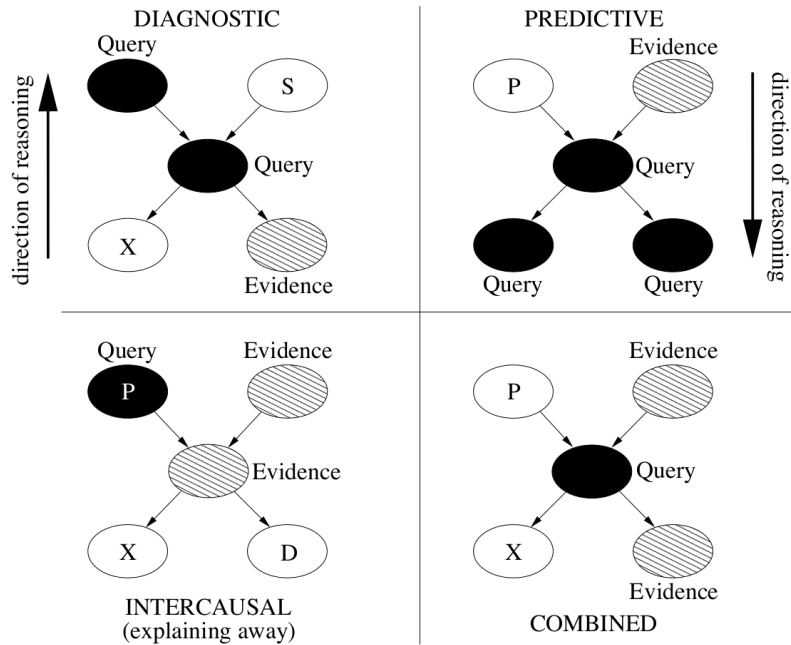 DIAGNOSTIC
Query
S
Query
X
Evidence
direction of reasoning
PREDICTIVE
Evidence
P
Query
Query
Query
direction of reasoning
Query
Evidence
P
Evidence
X
D
INTERCAUSAL
(explaining away)
Evidence
P
Query
X
Evidence
COMBINED